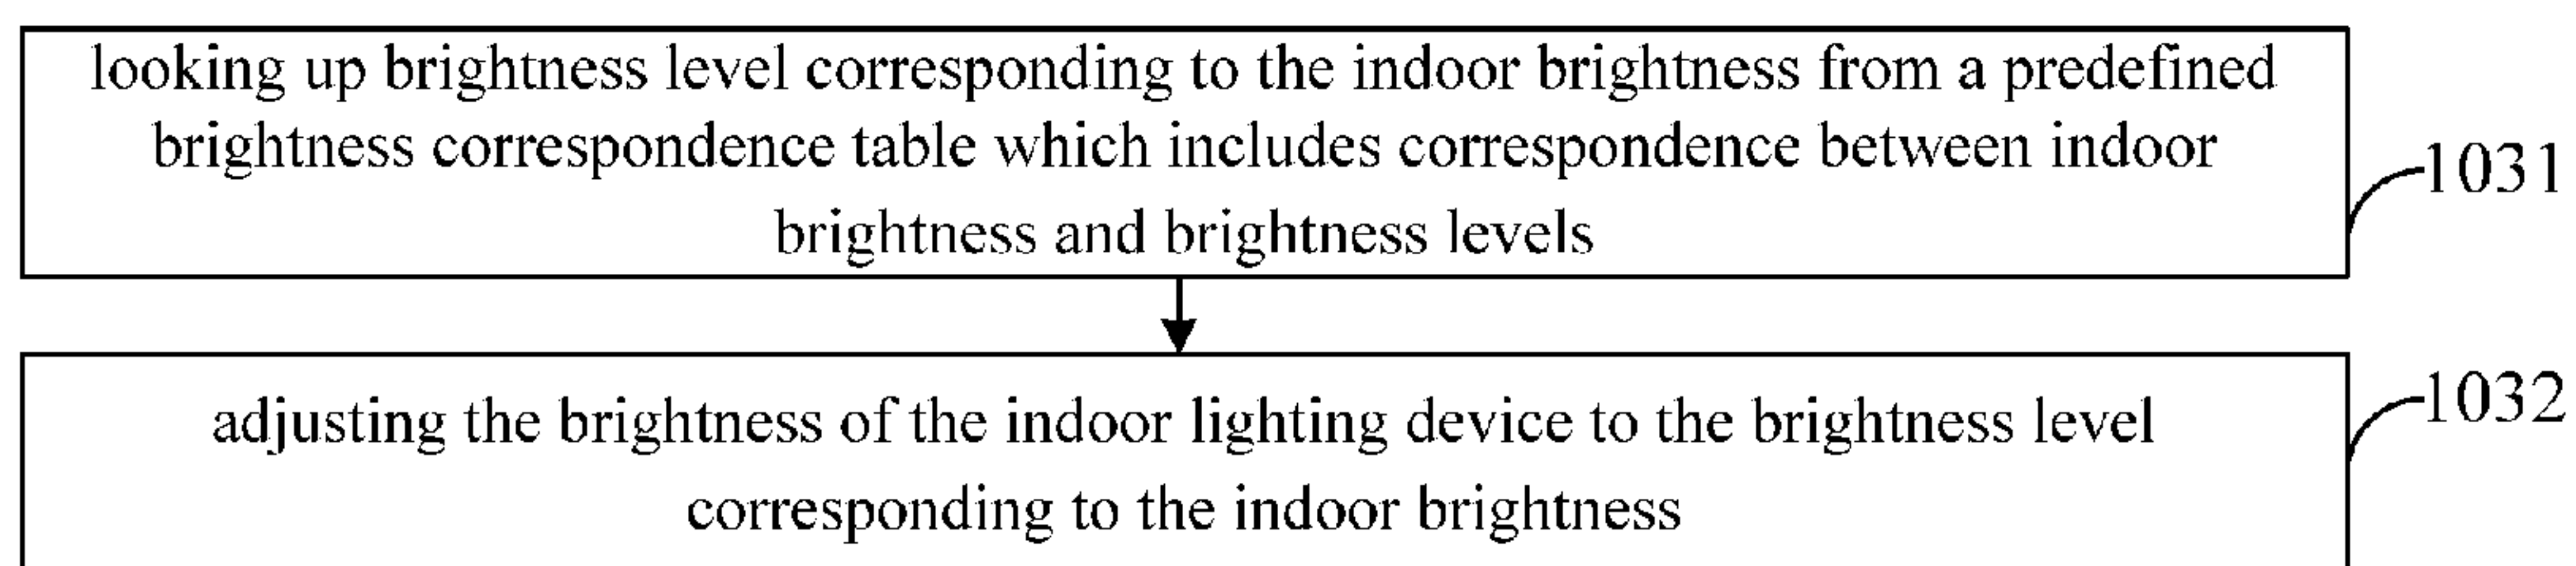 looking up brightness level corresponding to the indoor brightness from a predefined
brightness correspondence table which includes correspondence between indoor
brightness and brightness levels
1031
adjusting the brightness of the indoor lighting device to the brightness level
corresponding to the indoor brightness
1032